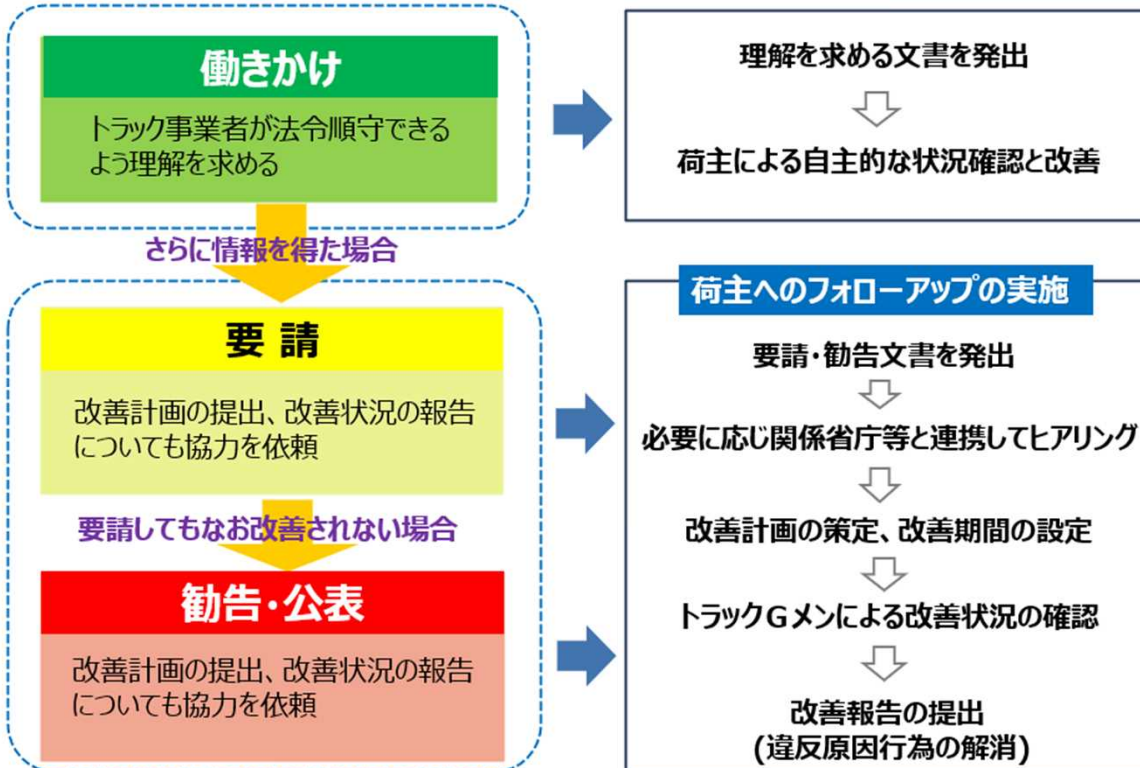 働きかけ
トラック事業者が法令順守できる
よう理解を求める
理解を求める文書を発出
荷主による自主的な状況確認と改善
さらに情報を得た場合
要 請
改善計画の提出、改善状況の報告
についても協力を依頼
荷主へのフォローアップの実施
要請・勧告文書を発出
必要に応じ関係省庁等と連携してヒアリング
改善計画の策定、改善期間の設定
トラックGメンによる改善状況の確認
改善報告の提出
(違反原因行為の解消)
要請してもなお改善されない場合
勧告・公表
改善計画の提出、改善状況の報告
についても協力を依頼